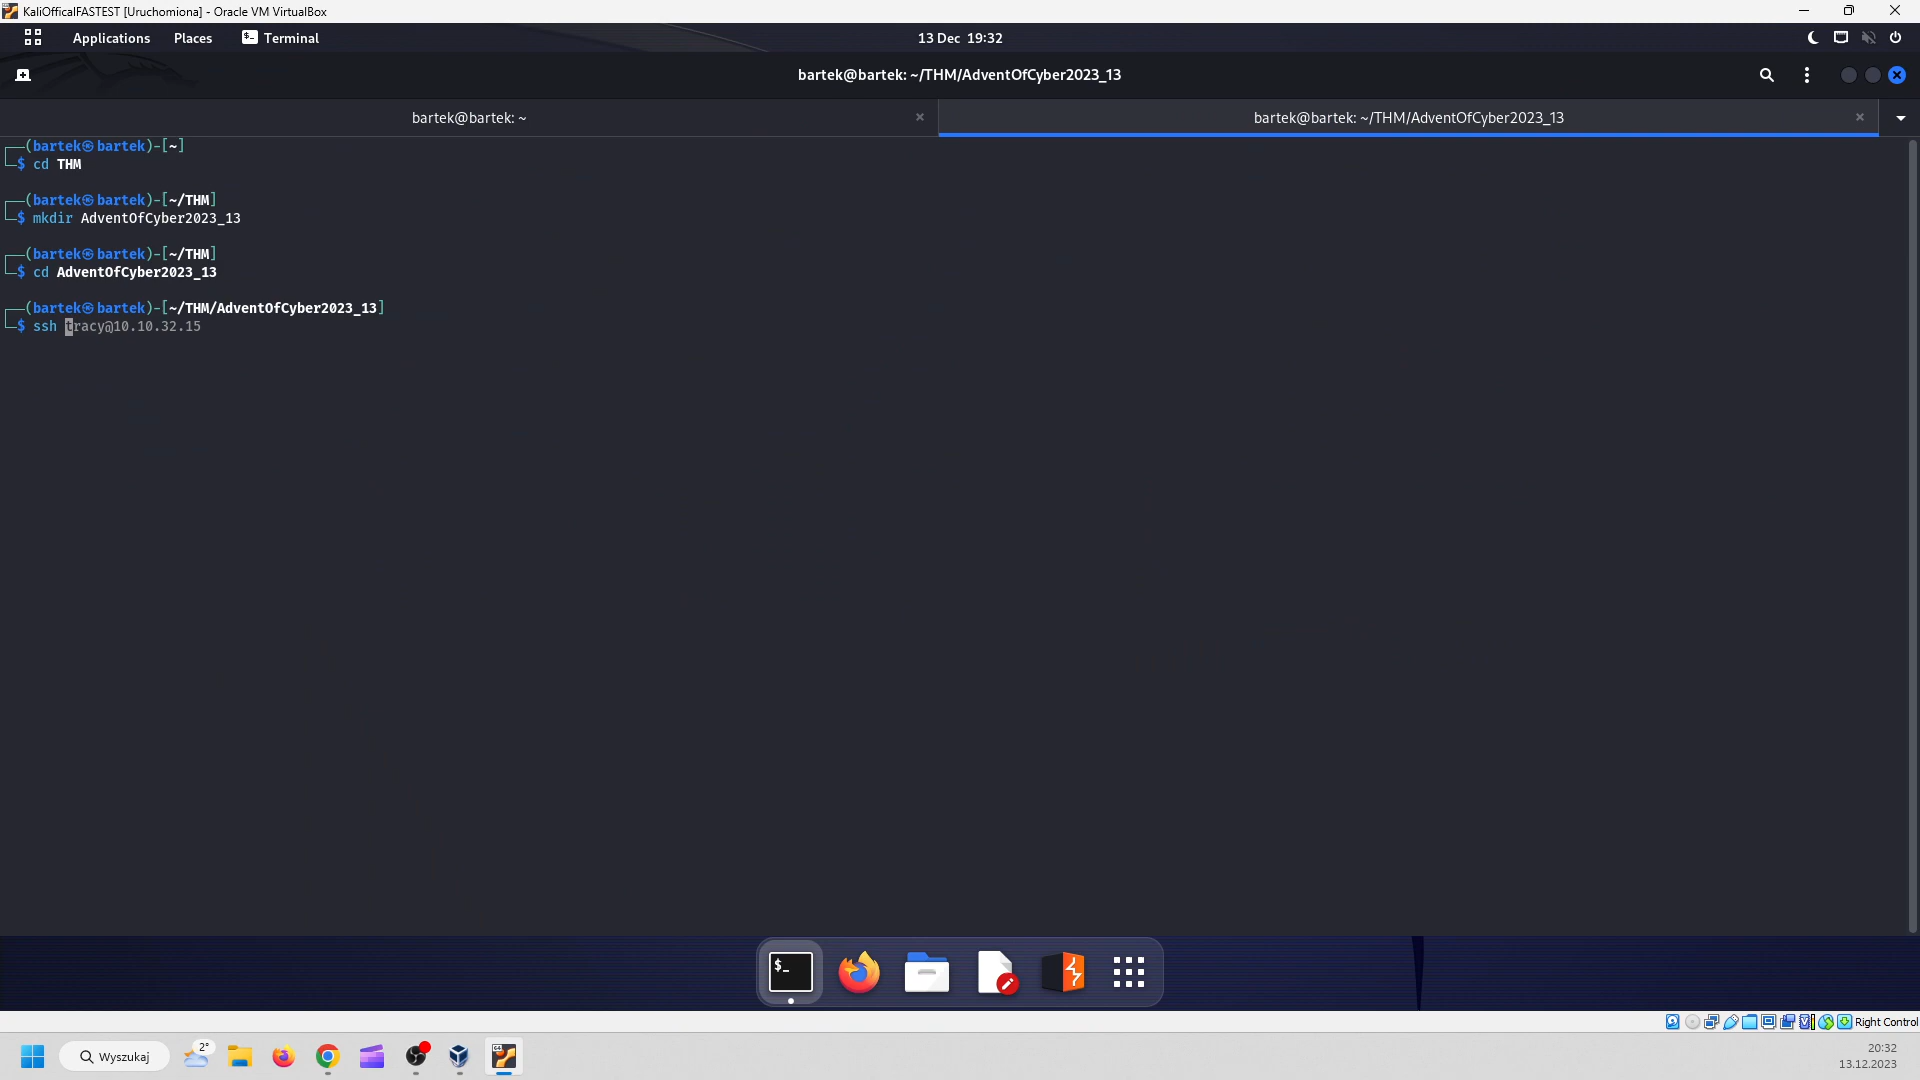 KaliOfficalFASTEST [Uruchomiona] - Oracle VM VirtualBox
Applications Places Terminal 13 Dec 19:32
bartek@bartek: ~/THM/AdventOfCyber2023_13
bartek@bartek: ~ bartek@bartek: ~/THM/AdventOfCyber2023_13
┌──(bartek㉿bartek)-[~]
└─$ cd THM
┌──(bartek㉿bartek)-[~/THM]
└─$ mkdir AdventOfCyber2023_13
┌──(bartek㉿bartek)-[~/THM]
└─$ cd AdventOfCyber2023_13
┌──(bartek㉿bartek)-[~/THM/AdventOfCyber2023_13]
└─$ ssh tracy@10.10.32.15
$_
Right Control
Wyszukaj
2°
64
20:32
13.12.2023